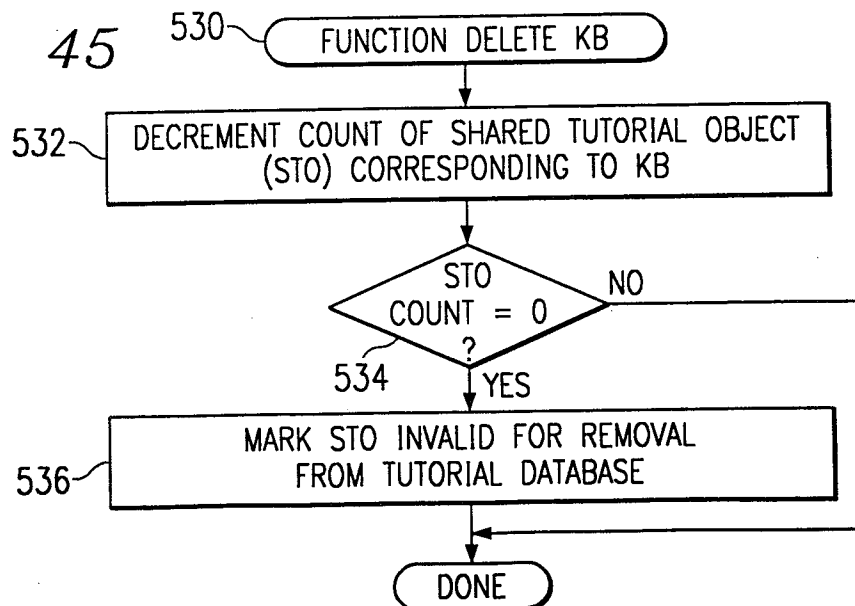 45
530
FUNCTION DELETE KB
532
DECREMENT COUNT OF SHARED TUTORIAL OBJECT
(STO) CORRESPONDING TO KB
STO
COUNT = 0
?
NO
534
YES
536
MARK STO INVALID FOR REMOVAL
FROM TUTORIAL DATABASE
DONE